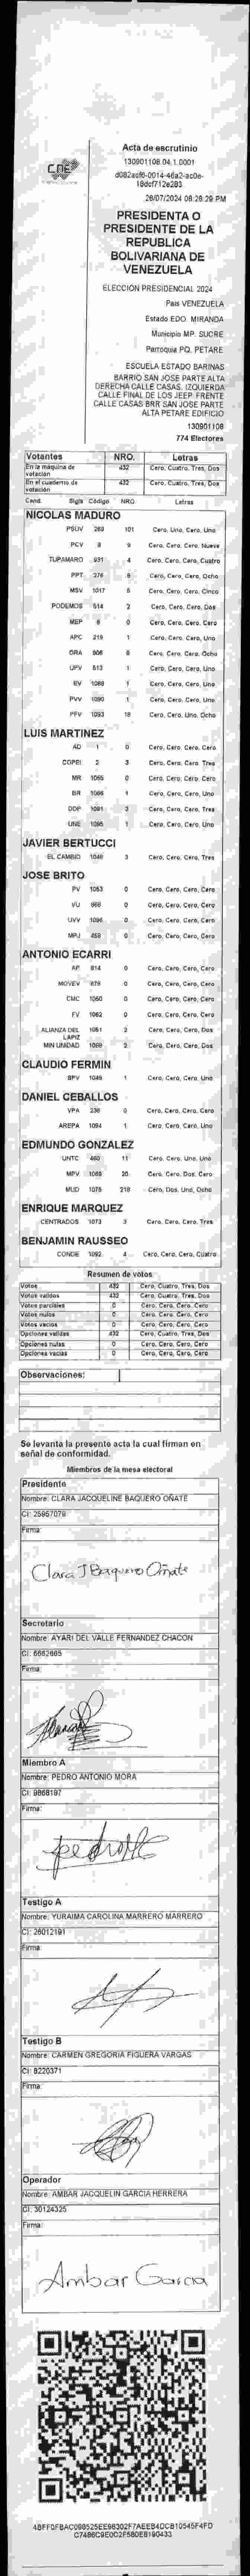 CNE
Acta de escrutinio
130901108.04.1.0001
28/07/2024 08:28:29 PM
PRESIDENTA O
PRESIDENTE DE LA
REPUBLICA
BOLIVARIANA DE
VENEZUELA
ELECCIÓN PRESIDENCIAL 2024
Pais VENEZUELA
Estado EDO. MIRANDA
Municipio MP. SUCRE
Parroquia PQ. PETARE
ESCUELA ESTADO BARINAS
BARRIO SAN JOSE PARTE ALTA
DERECHA CALLE CASAS. IZQUIERDA
CALLE FINAL DE LOS JEEP. FRENTE
CALLE CASAS BRR SAN JOSE PARTE
ALTA PETARE EDIFICIO
130901108
774 Electores
Votantes NRO. Letras
En la máquina de votación 432 Cero, Cuatro, Tres, Dos
En el cuaderno de votación 432 Cero, Cuatro, Tres, Dos
Cand. Sigla Código NRO. Letras
NICOLAS MADURO
PSUV 101 Cero, Uno, Cero, Uno
PCV 9 Cero, Cero, Cero, Nueve
TUPAMARO 931 4 Cero, Cero, Cero, Cuatro
PPT 8 Cero, Cero, Cero, Ocho
MSV 1017 5 Cero, Cero, Cero, Cinco
PODEMOS 514 2 Cero, Cero, Cero, Dos
MEP 0 Cero, Cero, Cero, Cero
APC 219 1 Cero, Cero, Cero, Uno
ORA 8 Cero, Cero, Cero, Ocho
UPV 513 1 Cero, Cero, Cero, Uno
EV 1088 1 Cero, Cero, Cero, Uno
PVV 1090 1 Cero, Cero, Cero, Uno
PFV 1093 18 Cero, Cero, Uno, Ocho
LUIS MARTINEZ
AD 1 0 Cero, Cero, Cero, Cero
COPEI 2 3 Cero, Cero, Cero, Tres
MR 1065 0 Cero, Cero, Cero, Cero
BR 1066 1 Cero, Cero, Cero, Uno
DDP 1081 3 Cero, Cero, Cero, Tres
UNE 1095 1 Cero, Cero, Cero, Uno
JAVIER BERTUCCI
EL CAMBIO 1048 3 Cero, Cero, Cero, Tres
JOSE BRITO
PV 1053 0 Cero, Cero, Cero, Cero
VU 968 0 Cero, Cero, Cero, Cero
UVV 1096 0 Cero, Cero, Cero, Cero
MPJ 458 0 Cero, Cero, Cero, Cero
ANTONIO ECARRI
AP 814 0 Cero, Cero, Cero, Cero
MOVEV 979 0 Cero, Cero, Cero, Cero
CMC 1050 0 Cero, Cero, Cero, Cero
FV 1062 0 Cero, Cero, Cero, Cero
ALIANZA DEL LAPIZ 1051 2 Cero, Cero, Cero, Dos
MIN UNIDAD 1069 2 Cero, Cero, Cero, Dos
CLAUDIO FERMIN
SPV 1049 1 Cero, Cero, Cero, Uno
DANIEL CEBALLOS
VPA 238 0 Cero, Cero, Cero, Cero
AREPA 1094 1 Cero, Cero, Cero, Uno
EDMUNDO GONZALEZ
UNTC 460 11 Cero, Cero, Uno, Uno
MPV 1068 20 Cero, Cero, Dos, Cero
MUD 1075 218 Cero, Dos, Uno, Ocho
ENRIQUE MARQUEZ
CENTRADOS 1073 3 Cero, Cero, Cero, Tres
BENJAMIN RAUSSEO
CONDE 1092 4 Cero, Cero, Cero, Cuatro
Resumen de votos
Votos 432 Cero, Cuatro, Tres, Dos
Votos validos 432 Cero, Cuatro, Tres, Dos
Votos parciales 0 Cero, Cero, Cero, Cero
Votos nulos 0 Cero, Cero, Cero, Cero
Votos vacíos 0 Cero, Cero, Cero, Cero
Opciones validas 432 Cero, Cuatro, Tres, Dos
Opciones nulas 0 Cero, Cero, Cero, Cero
Opciones vacias 0 Cero, Cero, Cero, Cero
Observaciones:
Se levanta la presente acta la cual firman en
señal de conformidad.
Miembros de la mesa electoral
Presidente
Nombre: CLARA JACQUELINE BAQUERO OÑATE
CI: 25957079
Firma:
Clara J Baquero Oñate
Secretario
Nombre: AYARI DEL VALLE FERNANDEZ CHACON
CI: 6662665
Firma:
Miembro A
Nombre: PEDRO ANTONIO MORA
CI: 9868197
Firma:
Testigo A
Nombre: YURAIMA CAROLINA MARRERO MARRERO
CI: 26012191
Firma:
Testigo B
Nombre: CARMEN GREGORIA FIGUERA VARGAS
CI: 8220371
Firma:
Operador
Nombre: AMBAR JACQUELIN GARCIA HERRERA
CI: 30124325
Firma:
Ambar Garcia